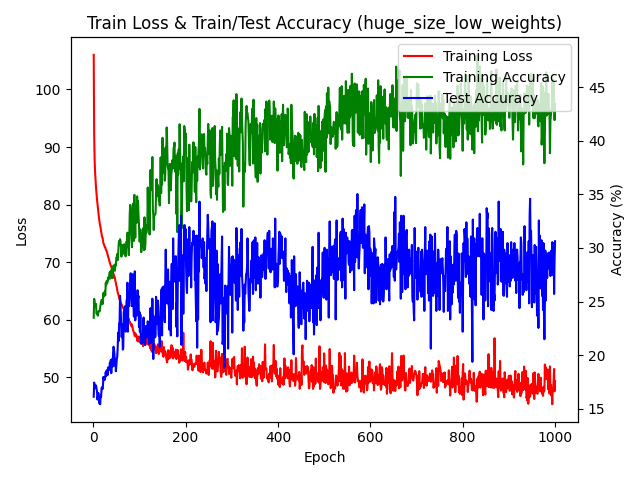 Train Loss & Train/Test Accuracy (huge_size_low_weights)
Training Loss
Training Accuracy
Test Accuracy
100
90
80
70
60
50
Loss
45
40
35
30
25
20
15
Accuracy (%)
0
200
400
600
800
1000
Epoch